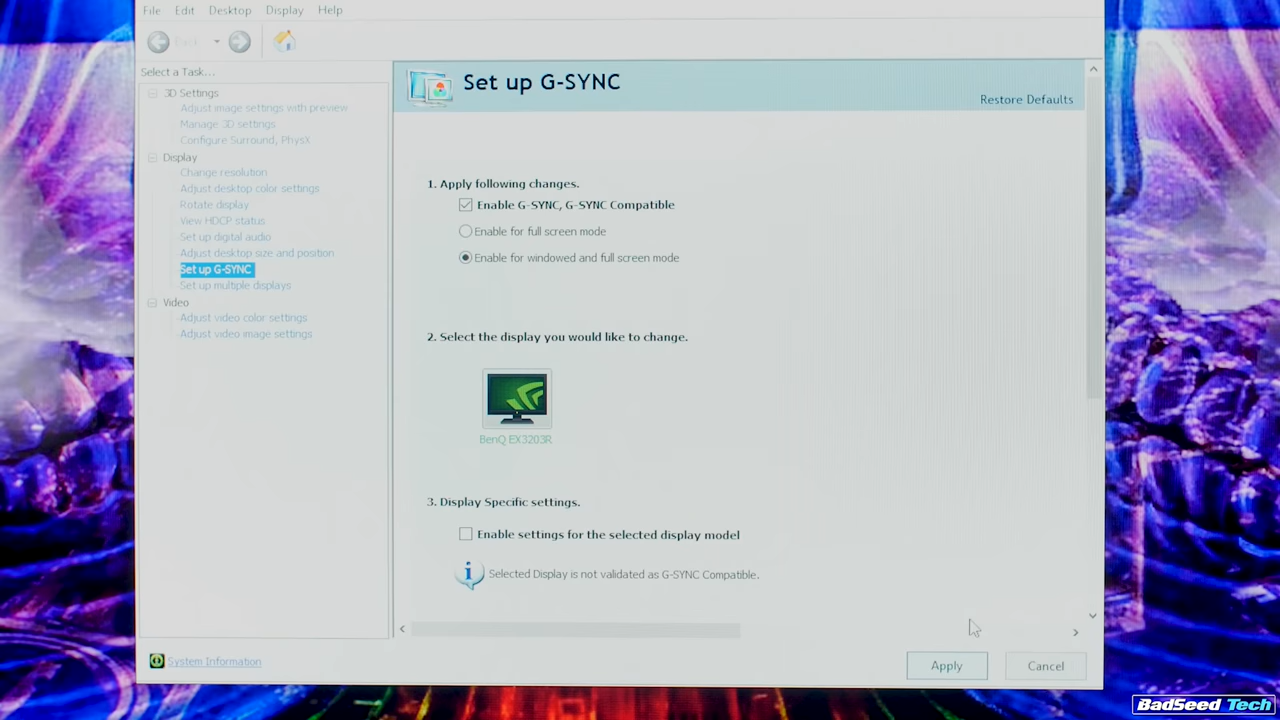 File Edit Desktop Display Help
Select a Task...
3D Settings
Adjust image settings with preview
Manage 3D settings
Configure Surround, PhysX
Display
Change resolution
Adjust desktop color settings
Rotate display
View HDCP status
Set up digital audio
Adjust desktop size and position
Set up G-SYNC
Set up multiple displays
Video
Adjust video color settings
Adjust video image settings
System Information
Set up G-SYNC
Restore Defaults
1. Apply following changes.
Enable G-SYNC, G-SYNC Compatible
Enable for full screen mode
Enable for windowed and full screen mode
2. Select the display you would like to change.
BenQ EX3203R
3. Display Specific settings.
Enable settings for the selected display model
Selected Display is not validated as G-SYNC Compatible.
Apply Cancel
BadSeed Tech